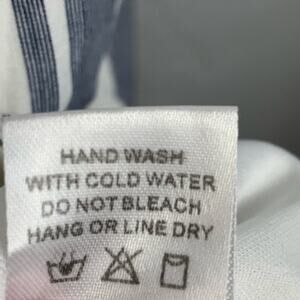 HAND WASH
WITH COLD WATER
DO NOT BLEACH
HANG OR LINE DRY